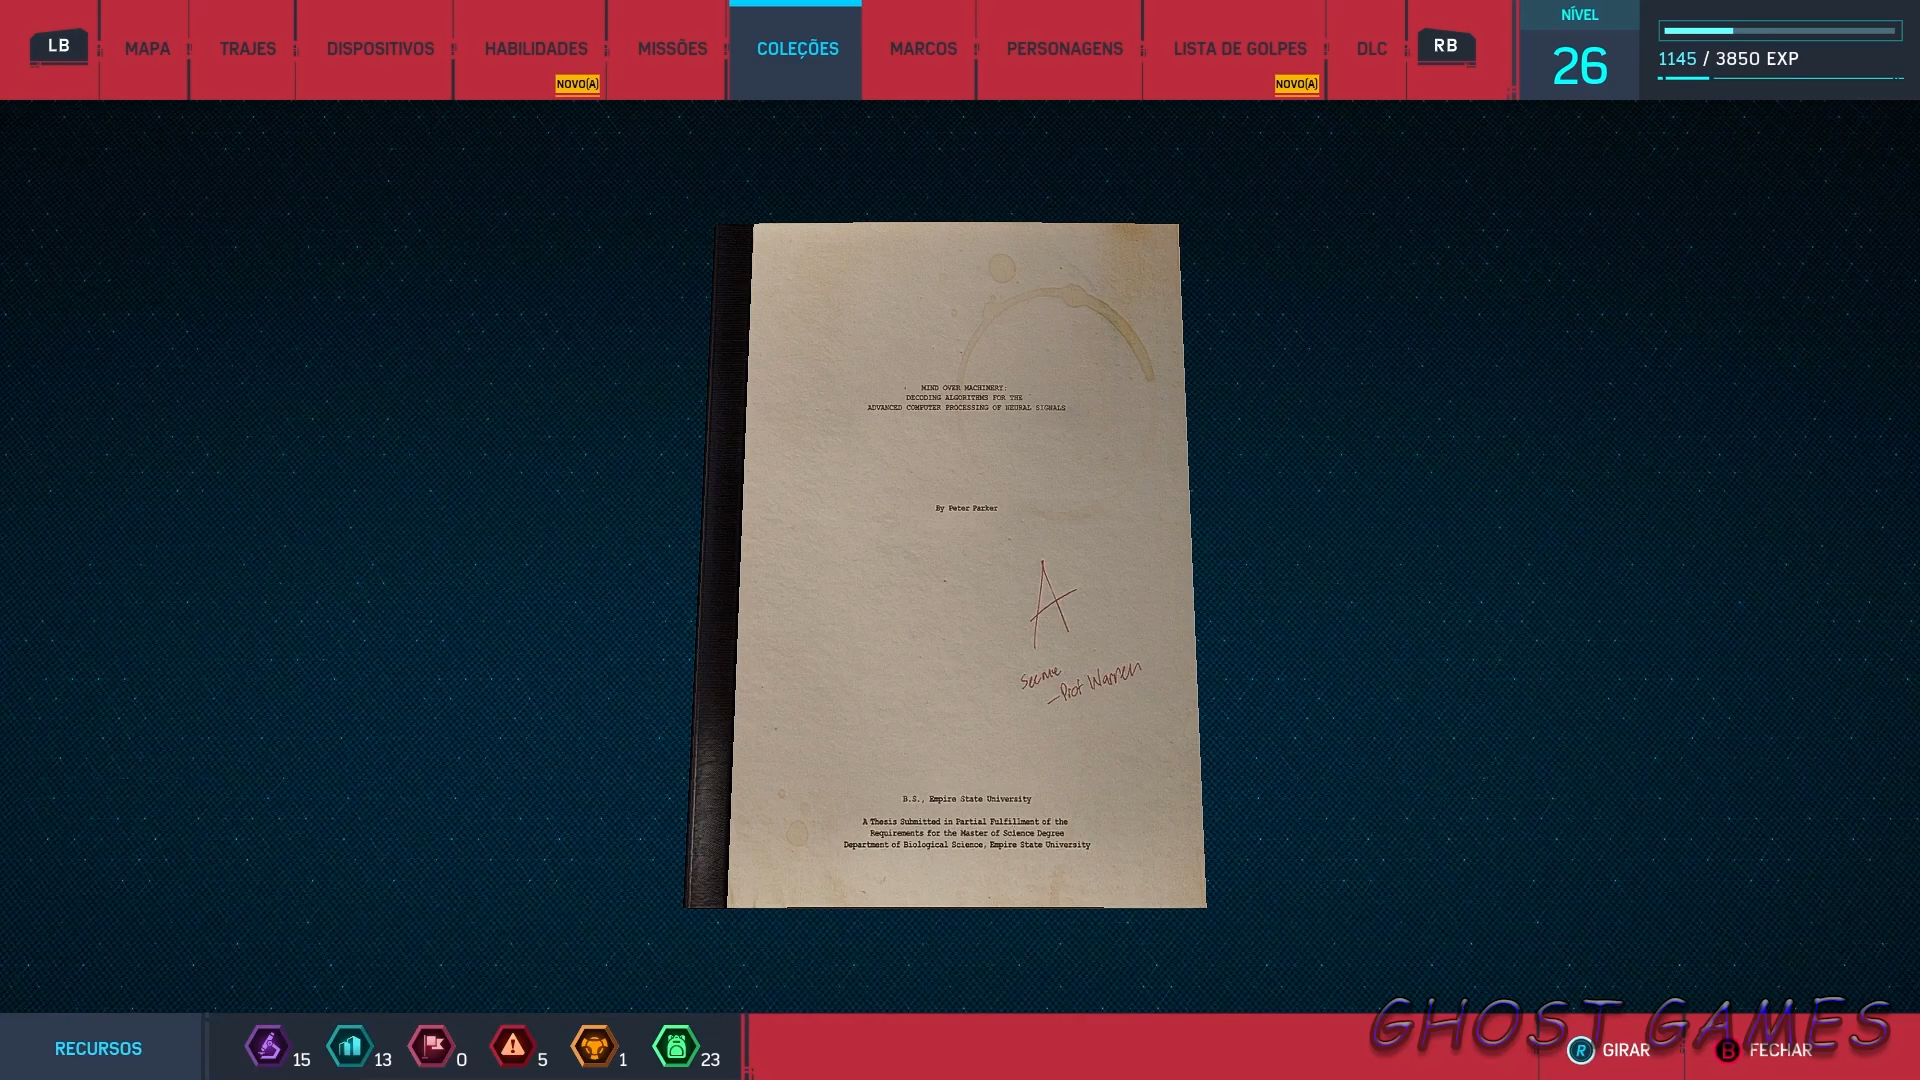 LB
MAPA
TRAJES
DISPOSITIVOS
HABILIDADES
NOVO(A)
MISSÕES
COLEÇÕES
MARCOS
PERSONAGENS
LISTA DE GOLPES
NOVO(A)
DLC
RB
NÍVEL
26
1145 / 3850 EXP
MIND OVER MACHINERY:
DECODING ALGORITHMS FOR THE
ADVANCED COMPUTER PROCESSING OF NEURAL SIGNALS
By Peter Parker
A
See me
- Prof Warren
B.S., Empire State University
A Thesis Submitted in Partial Fulfillment of the
Requirements for the Master of Science Degree
Department of Biological Science, Empire State University
RECURSOS
15
13
0
5
1
23
GHOST GAMES
R GIRAR
B FECHAR